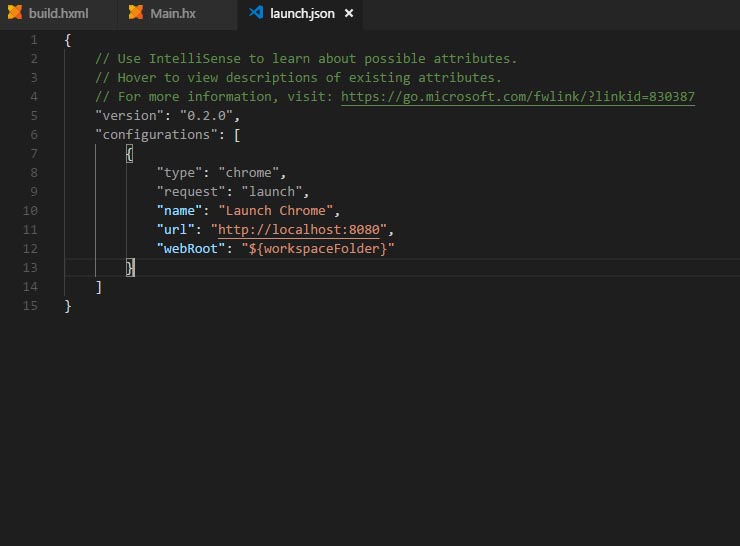 build.hxml Main.hx launch.json ×
1 {
2 // Use IntelliSense to learn about possible attributes.
3 // Hover to view descriptions of existing attributes.
4 // For more information, visit: https://go.microsoft.com/fwlink/?linkid=830387
5 "version": "0.2.0",
6 "configurations": [
7 {
8 "type": "chrome",
9 "request": "launch",
10 "name": "Launch Chrome",
11 "url": "http://localhost:8080",
12 "webRoot": "${workspaceFolder}"
13 }
14 ]
15 }